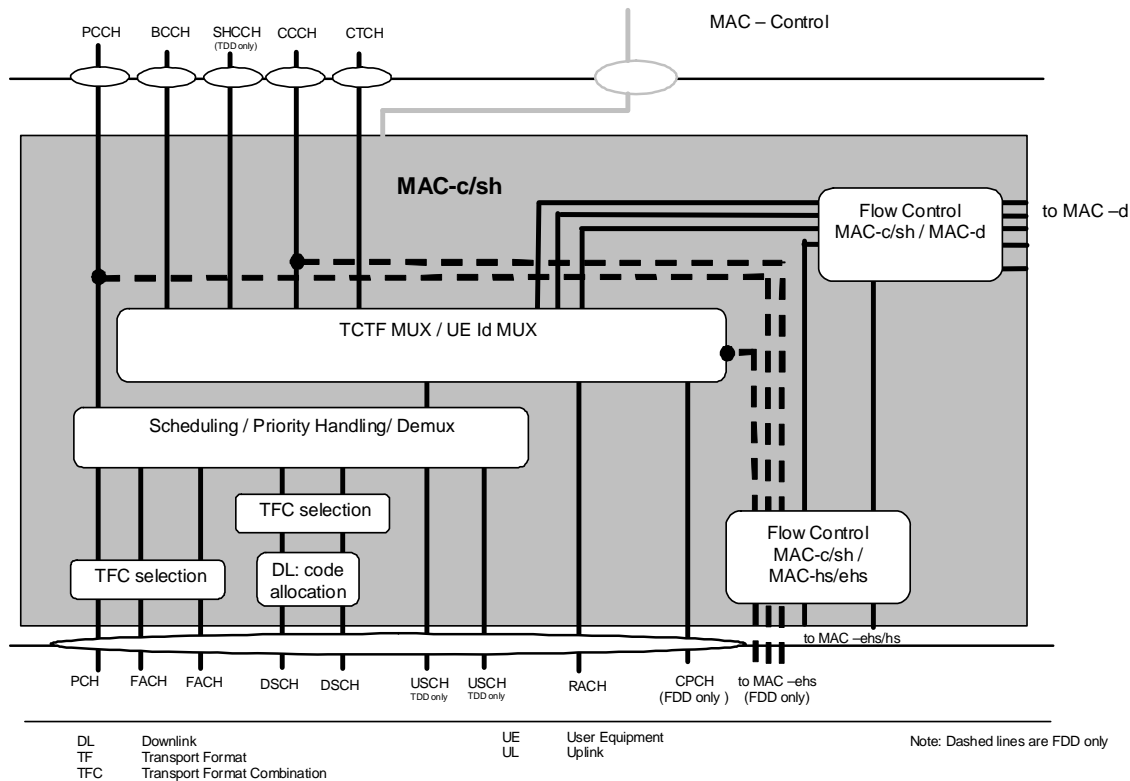 MAC – Control
PCCH
BCCH
SHCCH
(TDD only)
CCCH
CTCH
MAC-c/sh
Flow Control
MAC-c/sh / MAC-d
to MAC –d
TCTF MUX / UE Id MUX
Scheduling / Priority Handling/ Demux
TFC selection
Flow Control
MAC-c/sh /
MAC-hs/ehs
TFC selection
DL: code
allocation
to MAC –ehs/hs
PCH
FACH
FACH
DSCH
DSCH
USCH
TDD only
USCH
TDD only
RACH
CPCH
(FDD only )
to MAC –ehs
(FDD only)
DL Downlink
TF Transport Format
TFC Transport Format Combination
UE User Equipment
UL Uplink
Note: Dashed lines are FDD only